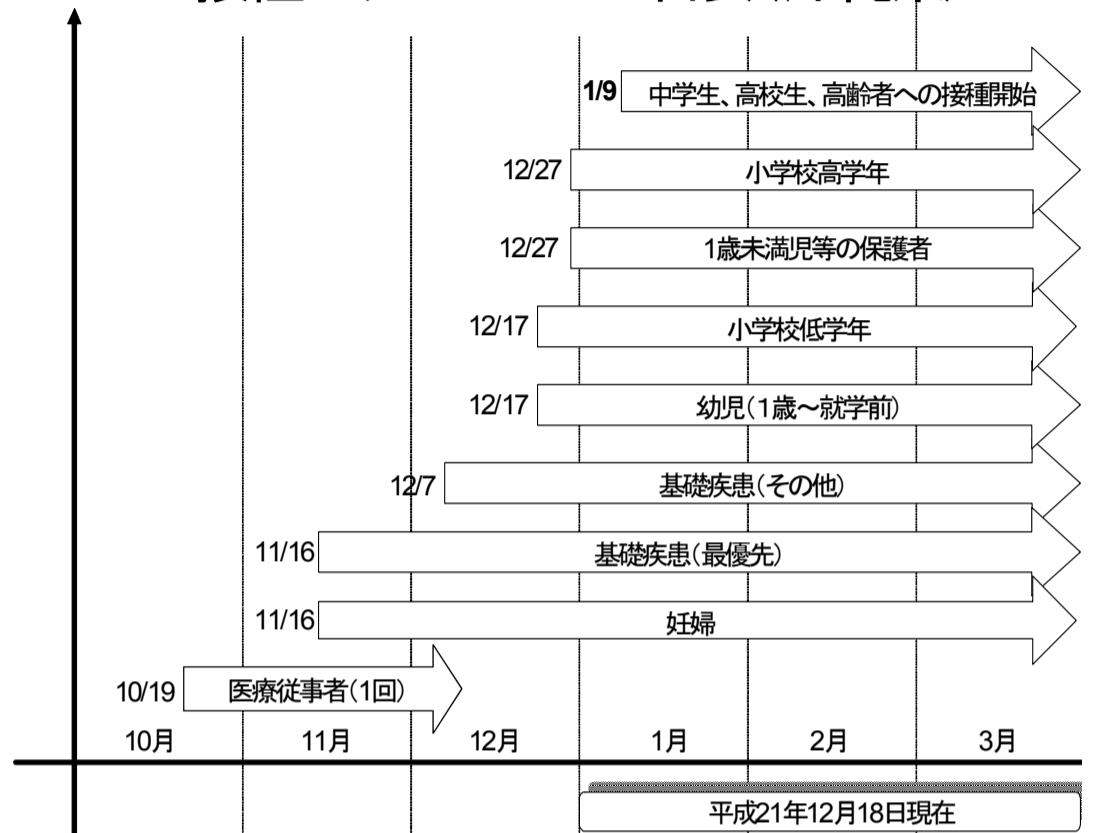 1/9 中学生、高校生、高齢者への接種開始
12/27 小学校高学年
12/27 1歳未満児等の保護者
12/17 小学校低学年
12/17 幼児(1歳～就学前)
12/7 基礎疾患(その他)
11/16 基礎疾患(最優先)
11/16 妊婦
10/19 医療従事者(1回)
10月 11月 12月 1月 2月 3月
平成21年12月18日現在